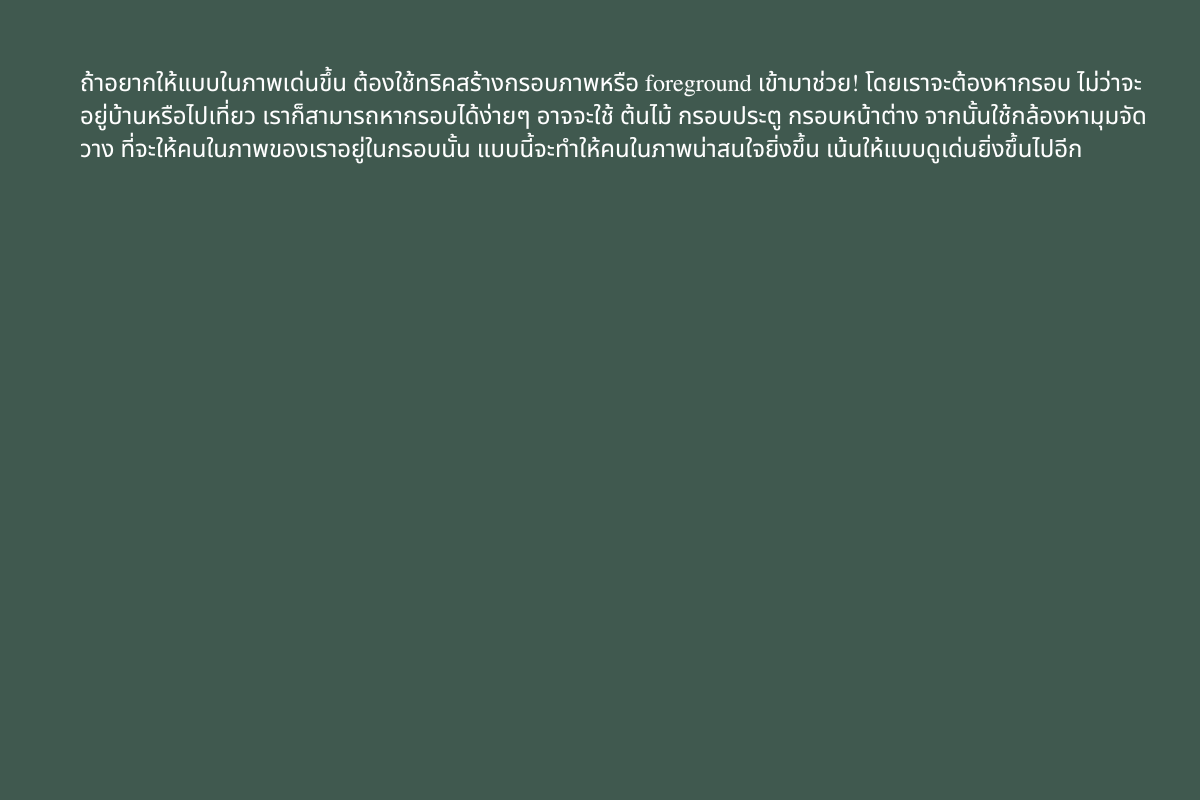 ถ้าอยากให้แบบในภาพเด่นขึ้น ต้องใช้ทริคสร้างกรอบภาพหรือ foreground เข้ามาช่วย! โดยเราจะต้องหากรอบ ไม่ว่าจะ
อยู่บ้านหรือไปเที่ยว เราก็สามารถหากรอบได้ง่ายๆ อาจจะใช้ ต้นไม้ กรอบประตู กรอบหน้าต่าง จากนั้นใช้กล้องหามุมจัด
วาง ที่จะให้คนในภาพของเราอยู่ในกรอบนั้น แบบนี้จะทำให้คนในภาพน่าสนใจยิ่งขึ้น เน้นให้แบบดูเด่นยิ่งขึ้นไปอีก